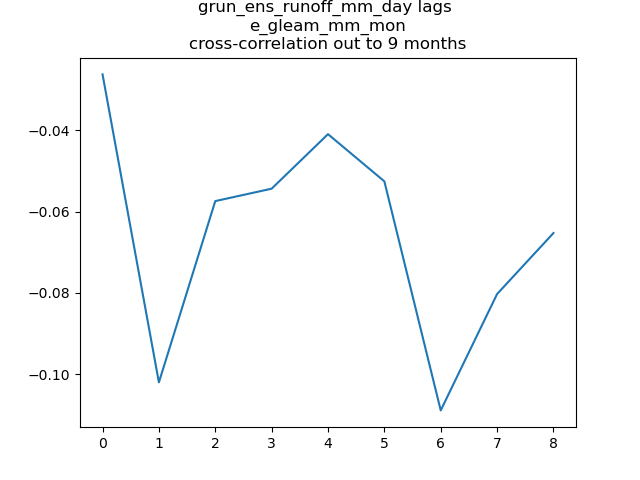 grun_ens_runoff_mm_day lags
e_gleam_mm_mon
cross-correlation out to 9 months
−0.04
−0.06
−0.08
−0.10
0 1 2 3 4 5 6 7 8